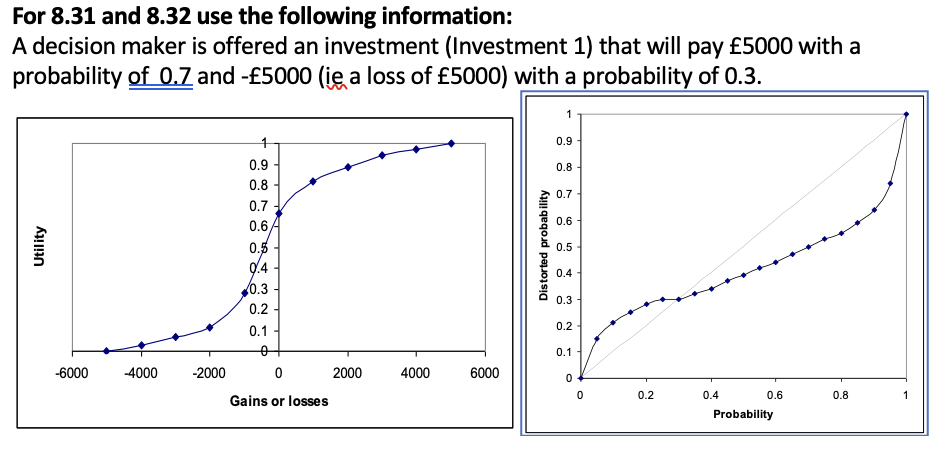 For 8.31 and 8.32 use the following information:
A decision maker is offered an investment (Investment 1) that will pay £5000 with a
probability of 0.7 and -£5000 (ie a loss of £5000) with a probability of 0.3.
Utility
1
0.9
0.8
0.7
0.6
0.5
0.4
0.3
0.2
0.1
0
-6000 -4000 -2000 0 2000 4000 6000
Gains or losses
Distorted probability
1
0.9
0.8
0.7
0.6
0.5
0.4
0.3
0.2
0.1
0
0 0.2 0.4 0.6 0.8 1
Probability